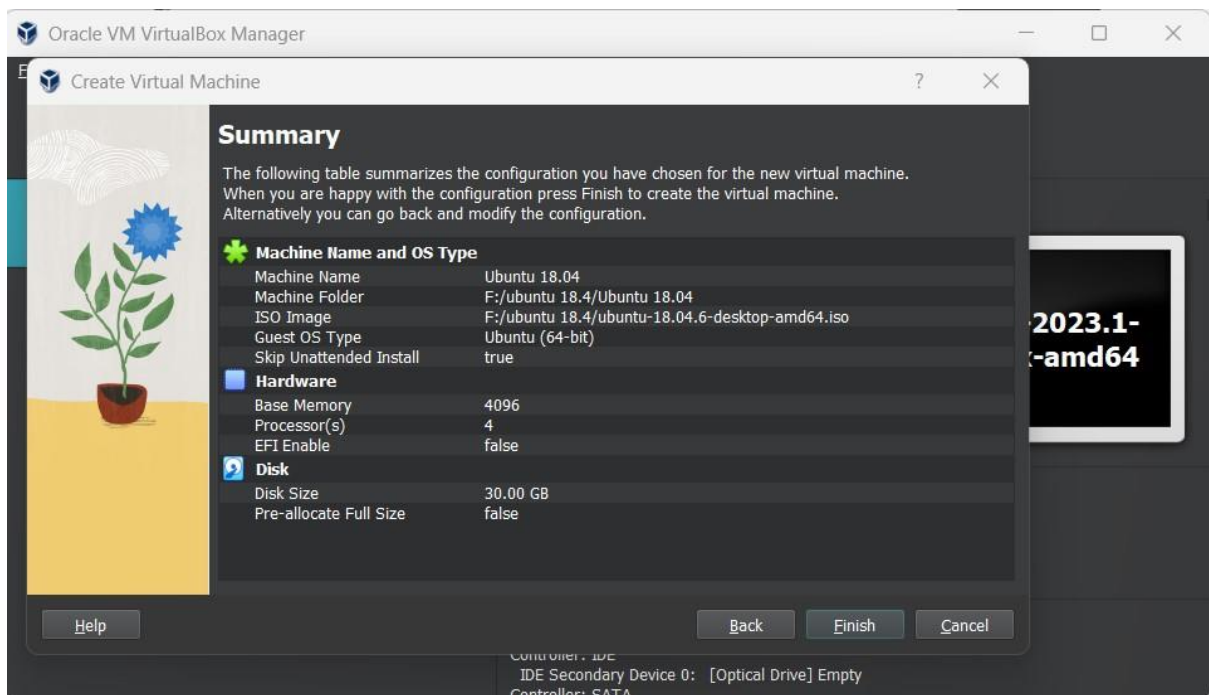 Oracle VM VirtualBox Manager
Create Virtual Machine
?
Summary
The following table summarizes the configuration you have chosen for the new virtual machine.
When you are happy with the configuration press Finish to create the virtual machine.
Alternatively you can go back and modify the configuration.
Machine Name and OS Type
Machine Name Ubuntu 18.04
Machine Folder F:/ubuntu 18.4/Ubuntu 18.04
ISO Image F:/ubuntu 18.4/ubuntu-18.04.6-desktop-amd64.iso
Guest OS Type Ubuntu (64-bit)
Skip Unattended Install true
Hardware
Base Memory 4096
Processor(s) 4
EFI Enable false
Disk
Disk Size 30.00 GB
Pre-allocate Full Size false
-2023.1-
-amd64
Help
Back
Finish
Cancel
Controller: IDE
IDE Secondary Device 0: [Optical Drive] Empty
Controller: SATA